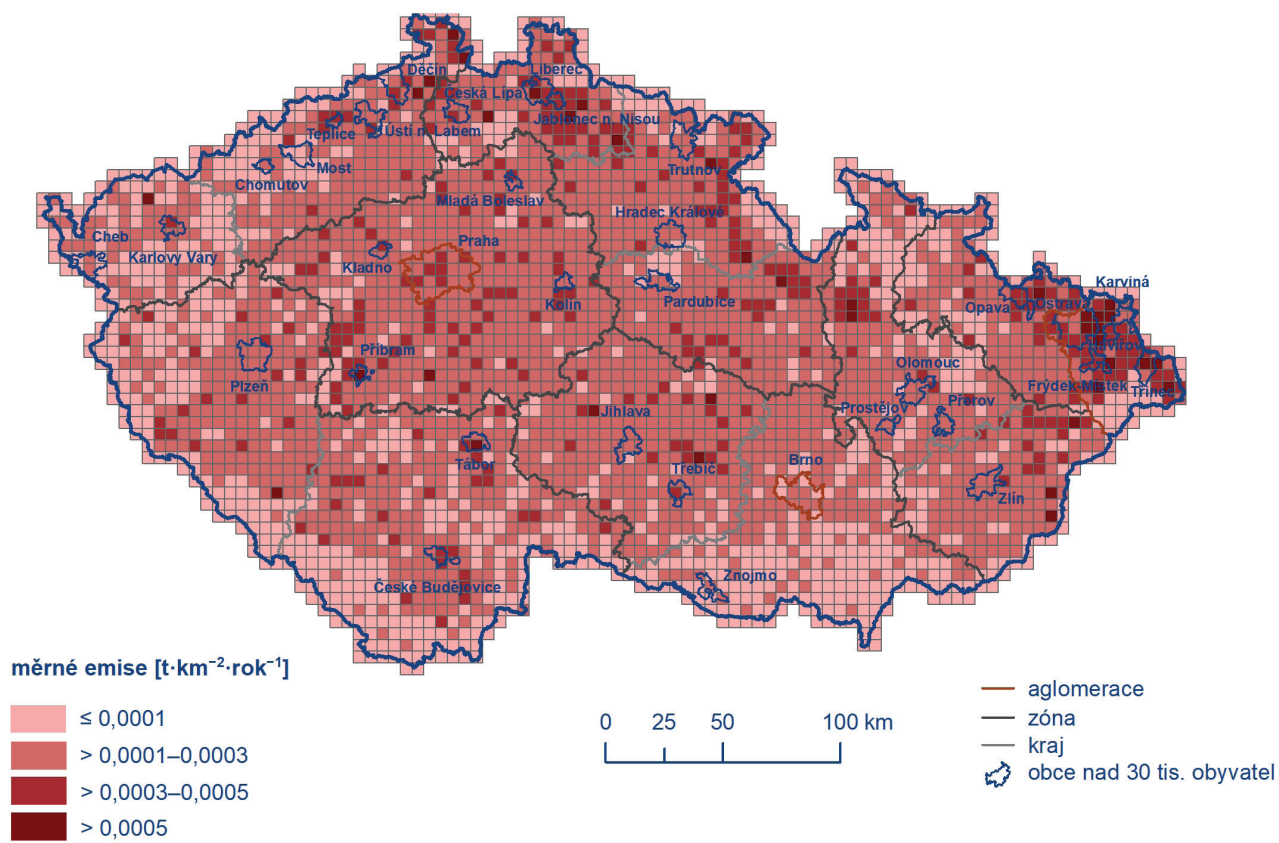 Děčín
Liberec
Česká Lípa
Jablonec n. Nisou
Teplice
Ústí n. Labem
Most
Trutnov
Chomutov
Mladá Boleslav
Hradec Králové
Cheb
Praha
Karlovy Vary
Kladno
Karviná
Kolín
Pardubice
Opava
Ostrava
Havířov
Příbram
Olomouc
Plzeň
Frýdek-Místek
Třinec
Jihlava
Prostějov
Přerov
Tábor
Třebíč
Brno
Zlín
Znojmo
České Budějovice
měrné emise [t·km⁻²·rok⁻¹]
≤ 0,0001
> 0,0001–0,0003
> 0,0003–0,0005
> 0,0005
0 25 50 100 km
aglomerace
zóna
kraj
obce nad 30 tis. obyvatel